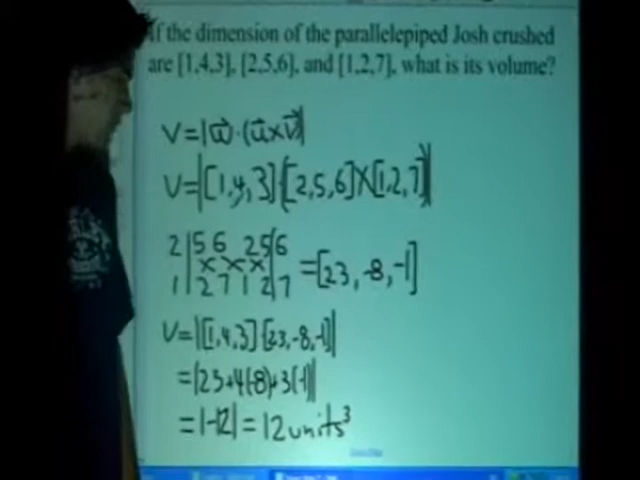 If the dimension of the parallelepiped Josh crushed
are [1,4,3], [2,5,6], and [1,2,7], what is its volume?
V=|w⃗·(u⃗×v⃗)|
V=|[1,4,3]·([2,5,6]×[1,2,7])|
2|5 6 2 5|6
1|2 7 1 2|7 =[23,-8,-1]
V=|[1,4,3]·[23,-8,-1]|
=|23+4(-8)+3(-1)|
=|-12|=12units³